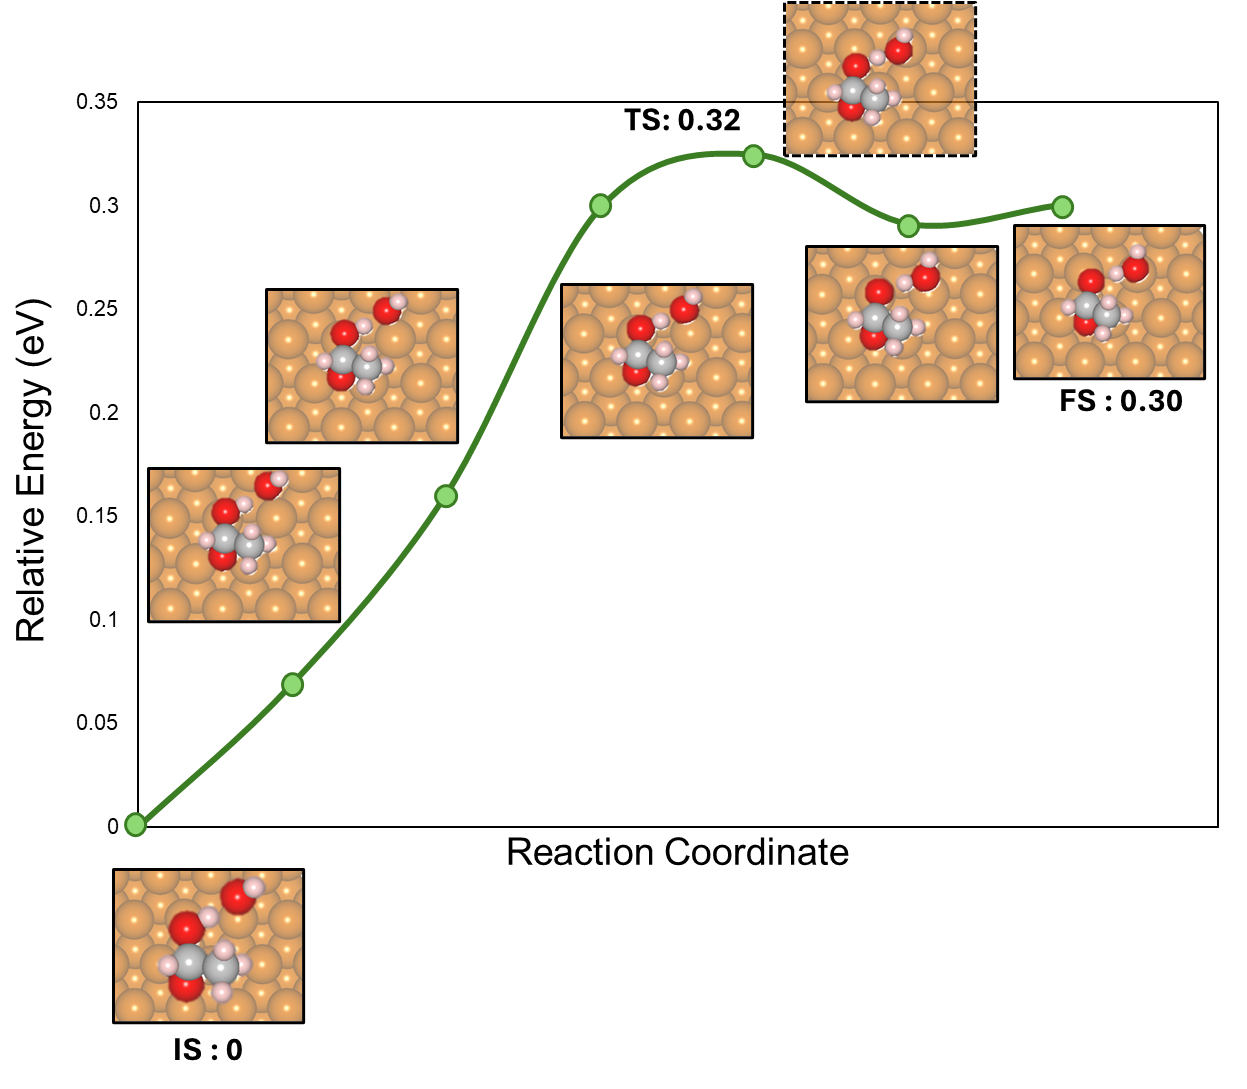 0.35
TS: 0.32
0.3
0.25
0.2
FS : 0.30
0.15
0.1
0.05
0
Relative Energy (eV)
Reaction Coordinate
IS : 0